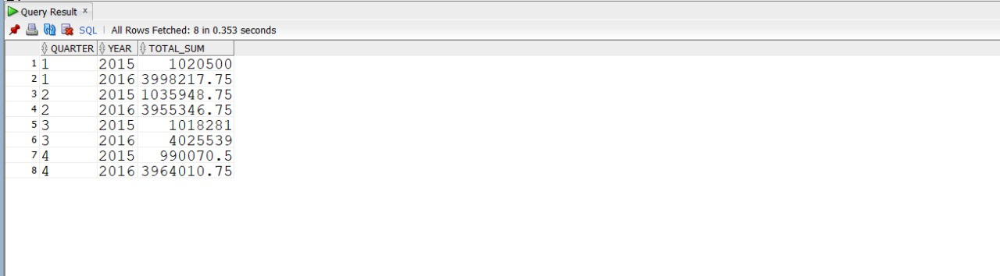 Query Result x
SQL | All Rows Fetched: 8 in 0.353 seconds
QUARTER YEAR TOTAL_SUM
1 1 2015 1020500
2 1 2016 3998217.75
3 2 2015 1035948.75
4 2 2016 3955346.75
5 3 2015 1018281
6 3 2016 4025539
7 4 2015 990070.5
8 4 2016 3964010.75